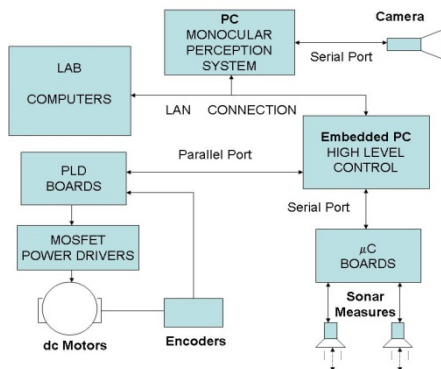 PC
MONOCULAR
PERCEPTION
SYSTEM
Camera
Serial Port
LAB
COMPUTERS
LAN CONNECTION
Embedded PC
HIGH LEVEL
CONTROL
Parallel Port
PLD
BOARDS
Serial Port
MOSFET
POWER DRIVERS
μC
BOARDS
Sonar
Measures
dc Motors
Encoders